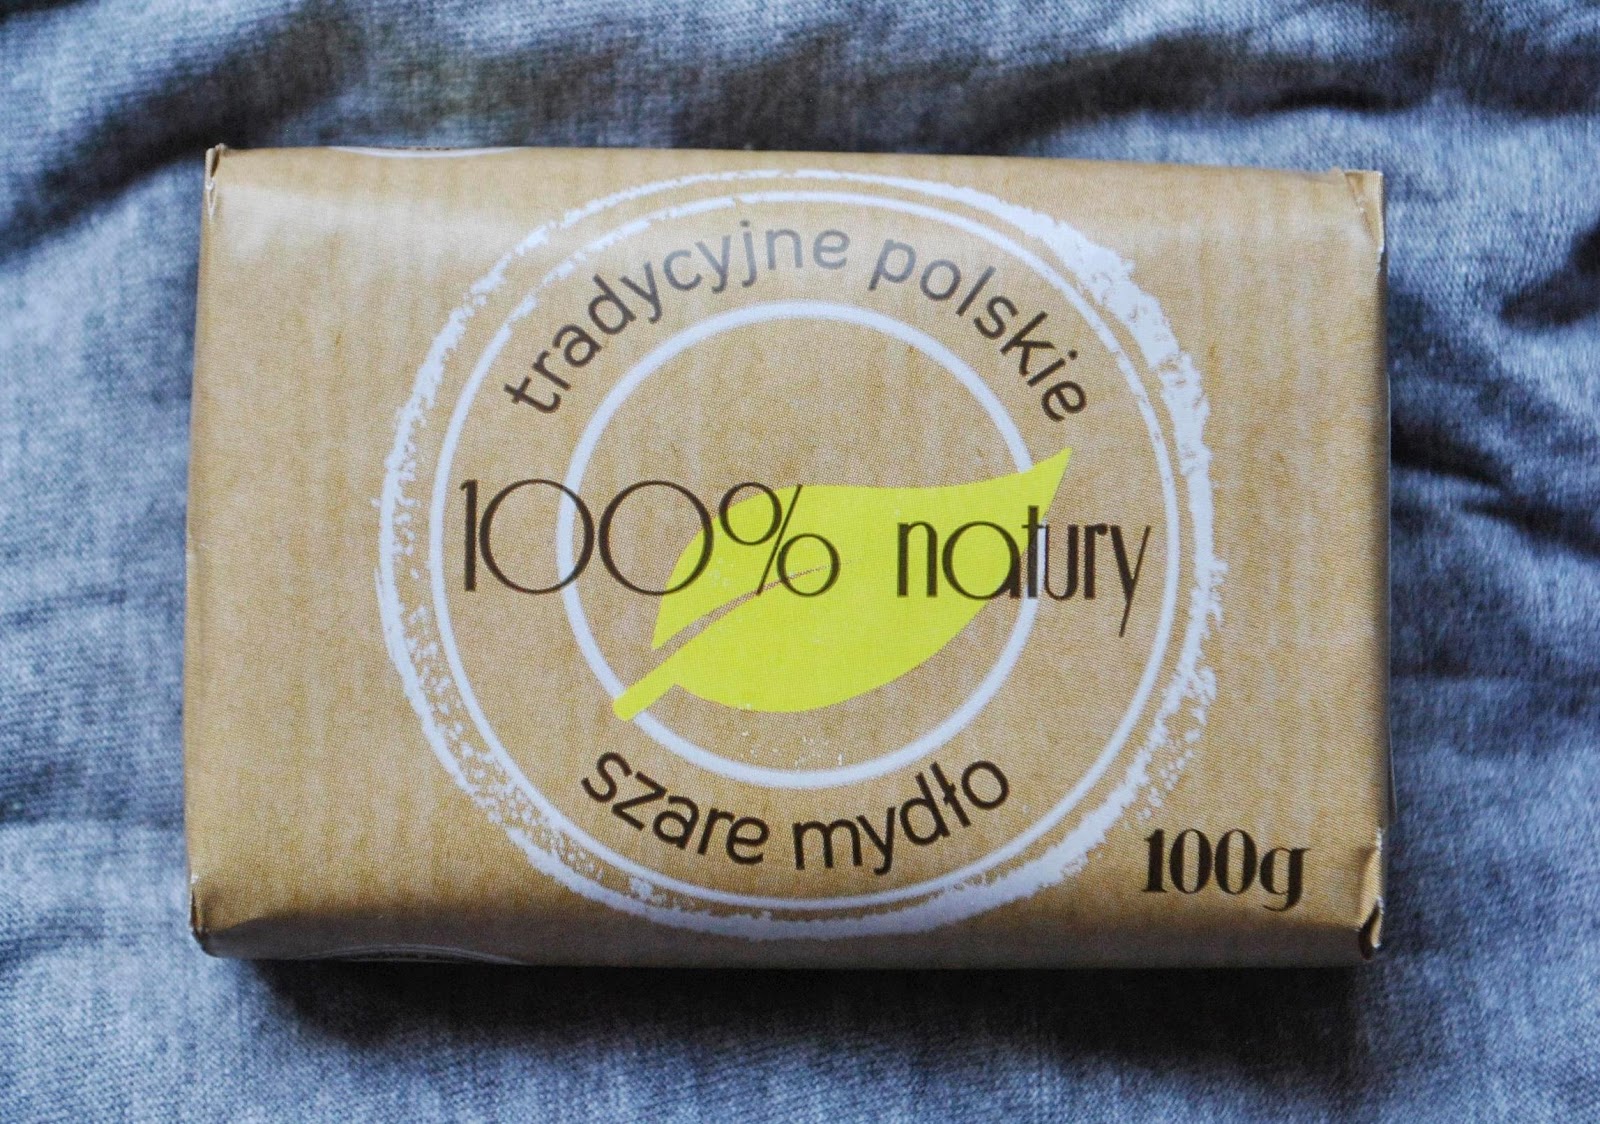 tradycyjne polskie
100% natury
szare mydło
100g